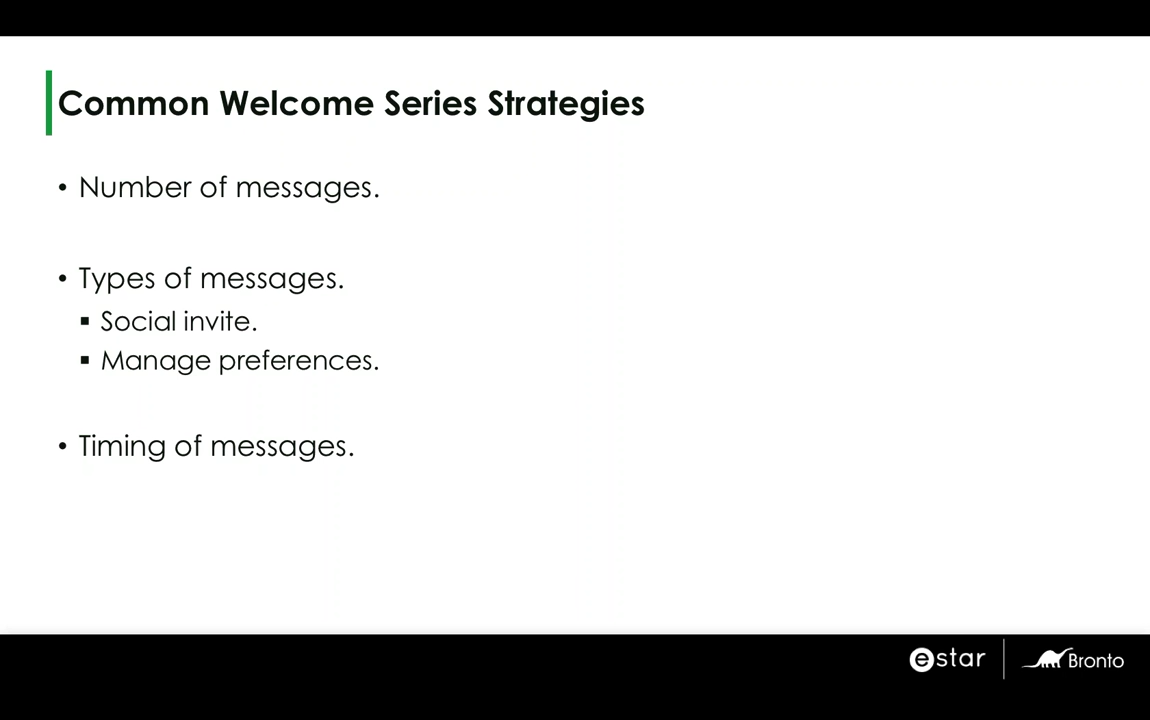 Common Welcome Series Strategies
• Number of messages.
• Types of messages.
▪ Social invite.
▪ Manage preferences.
• Timing of messages.
estar
Bronto